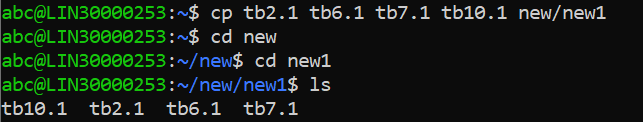 abc@LIN30000253:~$ cp tb2.1 tb6.1 tb7.1 tb10.1 new/new1
abc@LIN30000253:~$ cd new
abc@LIN30000253:~/new$ cd new1
abc@LIN30000253:~/new/new1$ ls
tb10.1  tb2.1  tb6.1  tb7.1